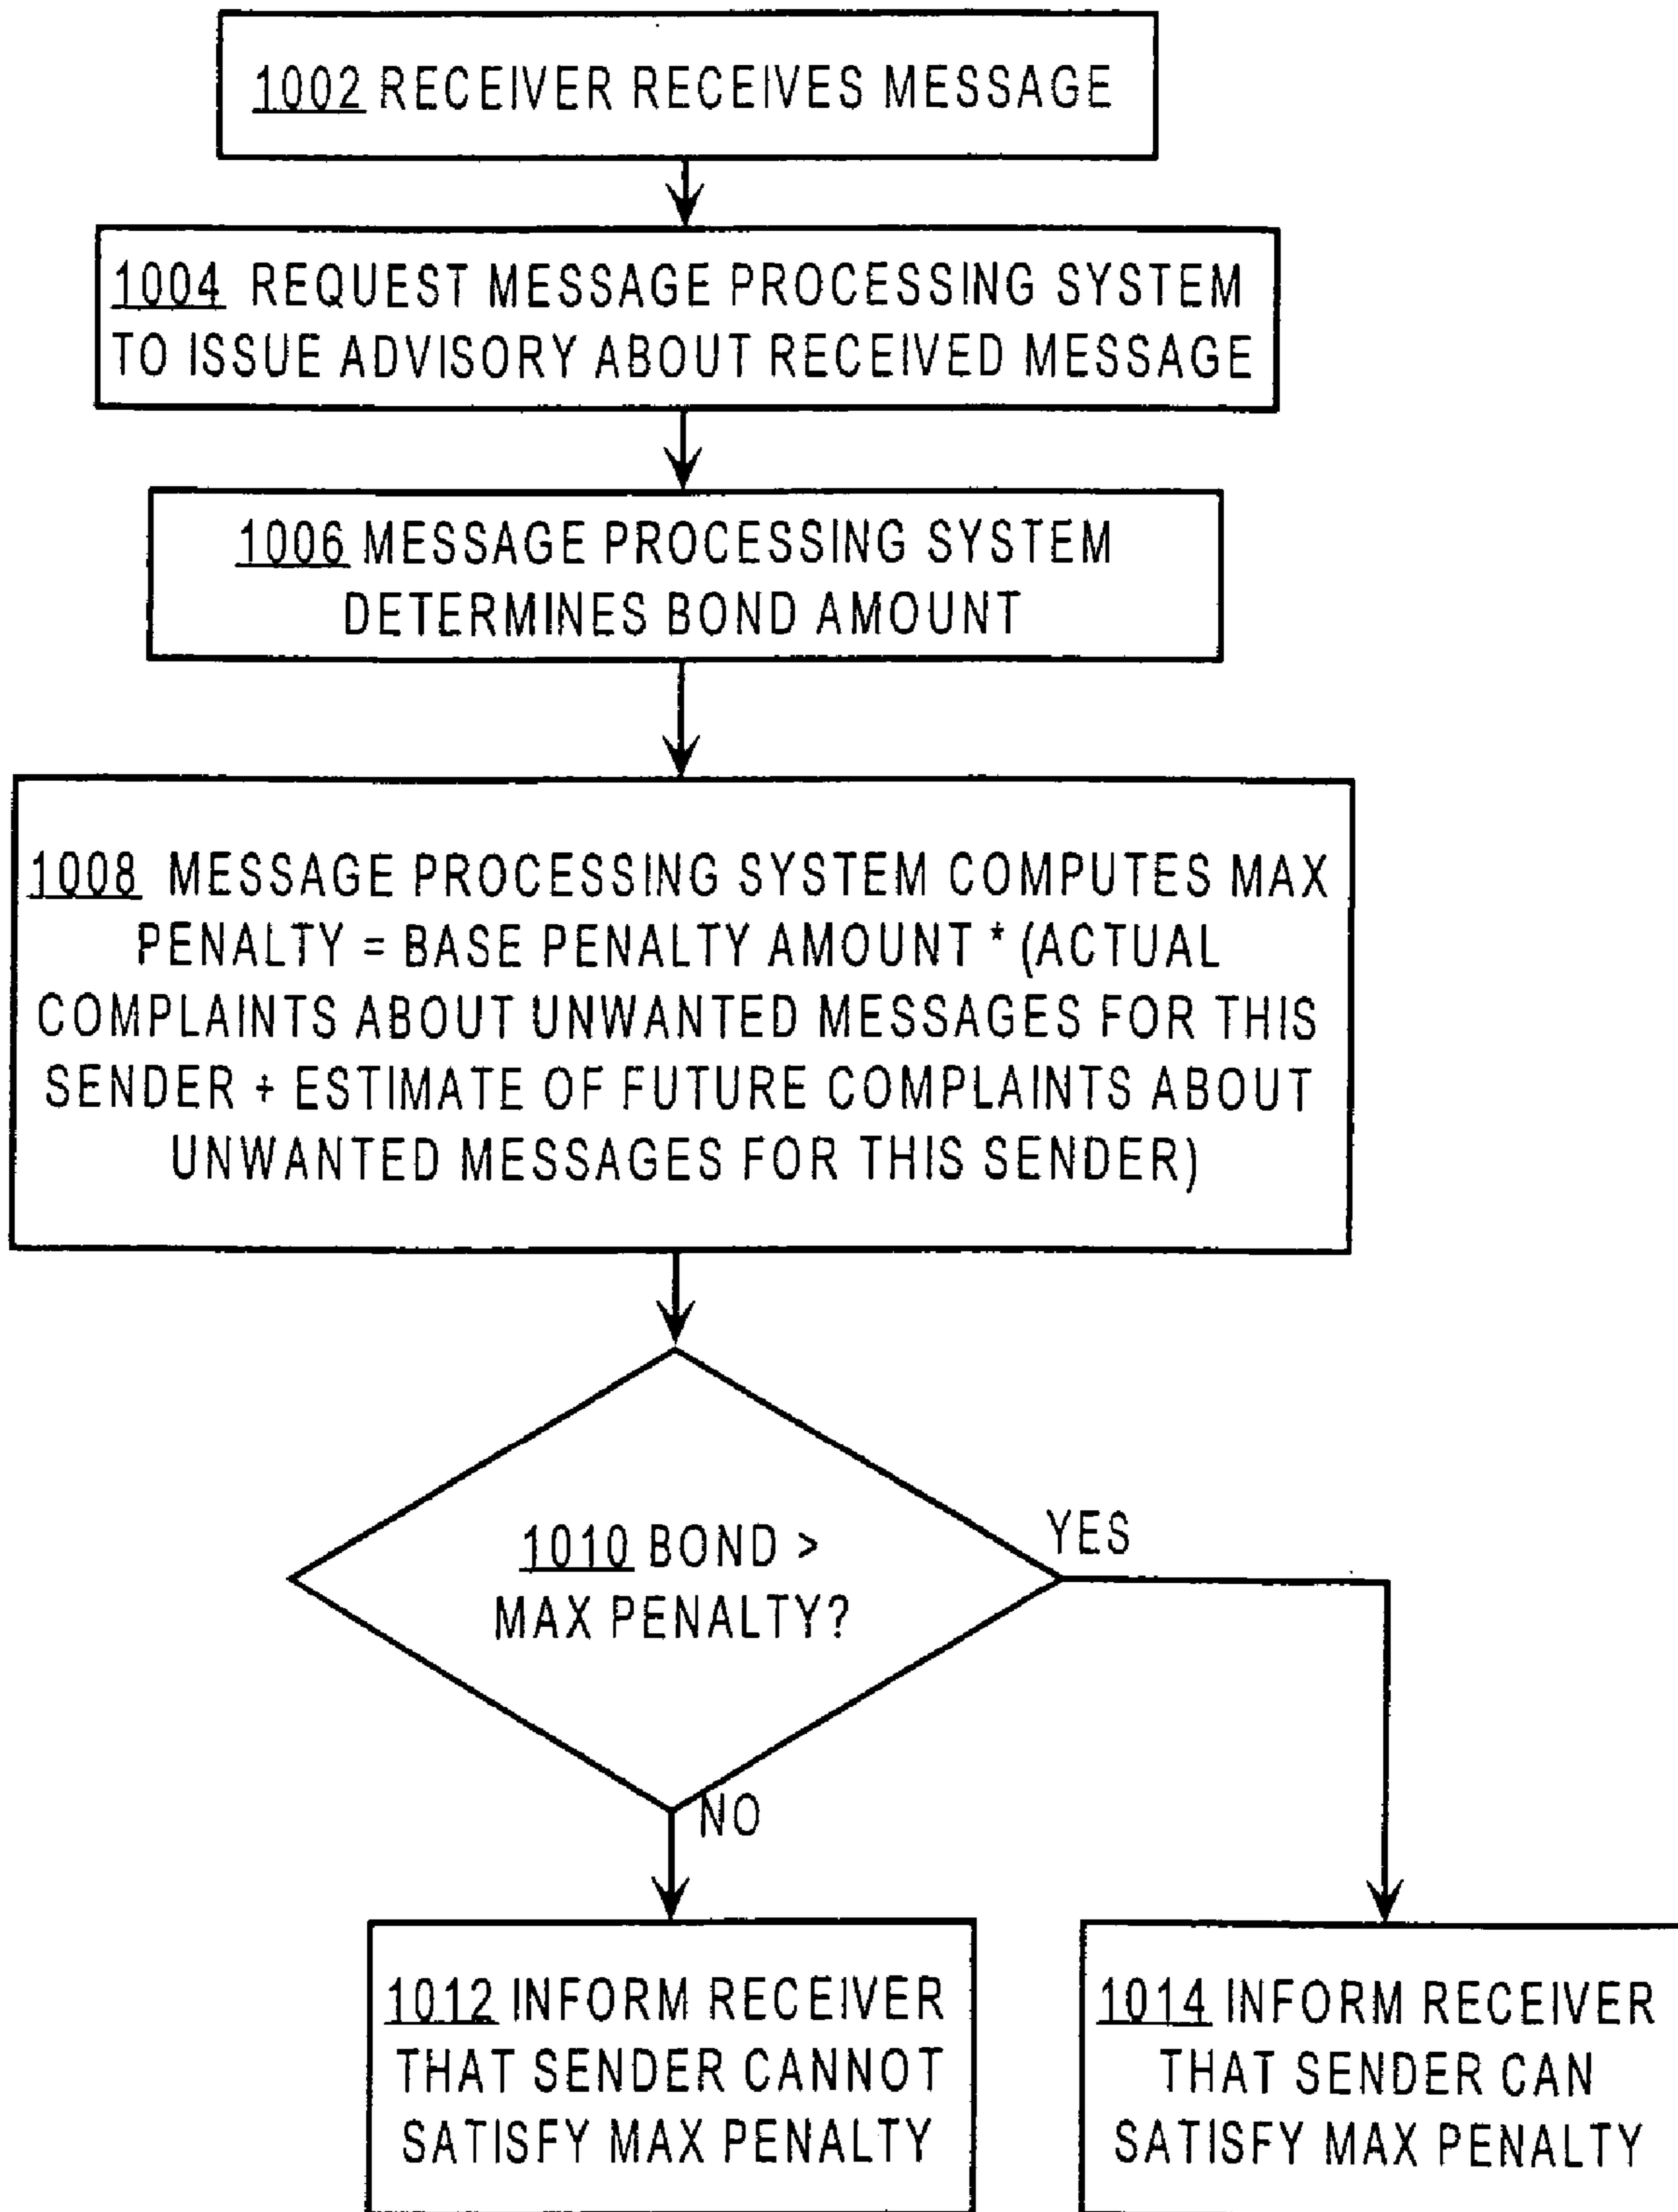 1002 RECEIVER RECEIVES MESSAGE
1004 REQUEST MESSAGE PROCESSING SYSTEM
TO ISSUE ADVISORY ABOUT RECEIVED MESSAGE
1006 MESSAGE PROCESSING SYSTEM
DETERMINES BOND AMOUNT
1008 MESSAGE PROCESSING SYSTEM COMPUTES MAX
PENALTY = BASE PENALTY AMOUNT * (ACTUAL
COMPLAINTS ABOUT UNWANTED MESSAGES FOR THIS
SENDER + ESTIMATE OF FUTURE COMPLAINTS ABOUT
UNWANTED MESSAGES FOR THIS SENDER)
1010 BOND >
MAX PENALTY?
YES
NO
1012 INFORM RECEIVER
THAT SENDER CANNOT
SATISFY MAX PENALTY
1014 INFORM RECEIVER
THAT SENDER CAN
SATISFY MAX PENALTY